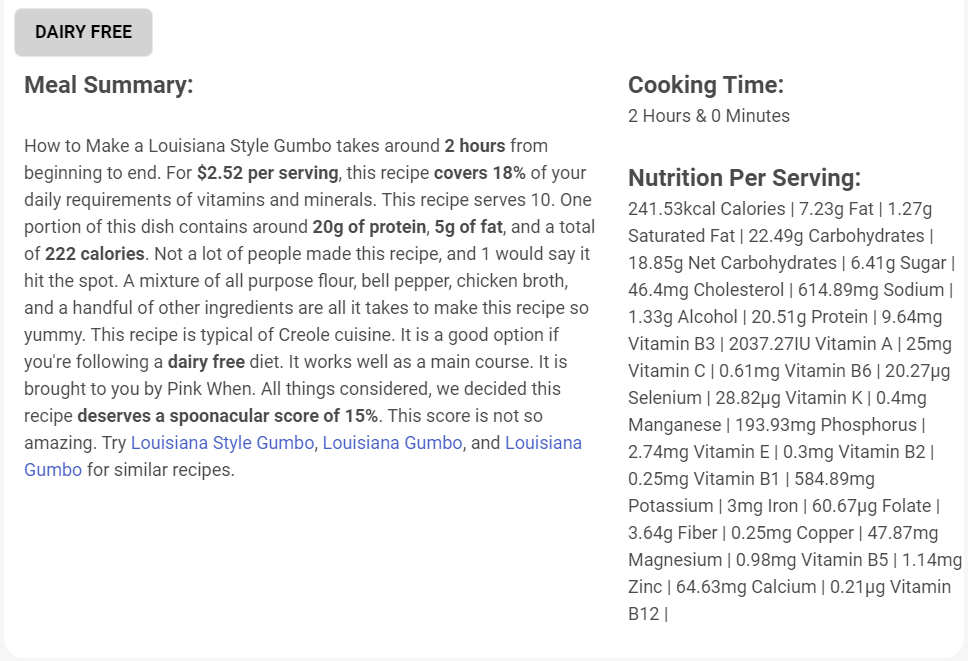 DAIRY FREE
Meal Summary:
How to Make a Louisiana Style Gumbo takes around 2 hours from
beginning to end. For $2.52 per serving, this recipe covers 18% of your
daily requirements of vitamins and minerals. This recipe serves 10. One
portion of this dish contains around 20g of protein, 5g of fat, and a total
of 222 calories. Not a lot of people made this recipe, and 1 would say it
hit the spot. A mixture of all purpose flour, bell pepper, chicken broth,
and a handful of other ingredients are all it takes to make this recipe so
yummy. This recipe is typical of Creole cuisine. It is a good option if
you're following a dairy free diet. It works well as a main course. It is
brought to you by Pink When. All things considered, we decided this
recipe deserves a spoonacular score of 15%. This score is not so
amazing. Try Louisiana Style Gumbo, Louisiana Gumbo, and Louisiana
Gumbo for similar recipes.
Cooking Time:
2 Hours & 0 Minutes
Nutrition Per Serving:
241.53kcal Calories | 7.23g Fat | 1.27g
Saturated Fat | 22.49g Carbohydrates |
18.85g Net Carbohydrates | 6.41g Sugar |
46.4mg Cholesterol | 614.89mg Sodium |
1.33g Alcohol | 20.51g Protein | 9.64mg
Vitamin B3 | 2037.27IU Vitamin A | 25mg
Vitamin C | 0.61mg Vitamin B6 | 20.27µg
Selenium | 28.82µg Vitamin K | 0.4mg
Manganese | 193.93mg Phosphorus |
2.74mg Vitamin E | 0.3mg Vitamin B2 |
0.25mg Vitamin B1 | 584.89mg
Potassium | 3mg Iron | 60.67µg Folate |
3.64g Fiber | 0.25mg Copper | 47.87mg
Magnesium | 0.98mg Vitamin B5 | 1.14mg
Zinc | 64.63mg Calcium | 0.21µg Vitamin
B12 |